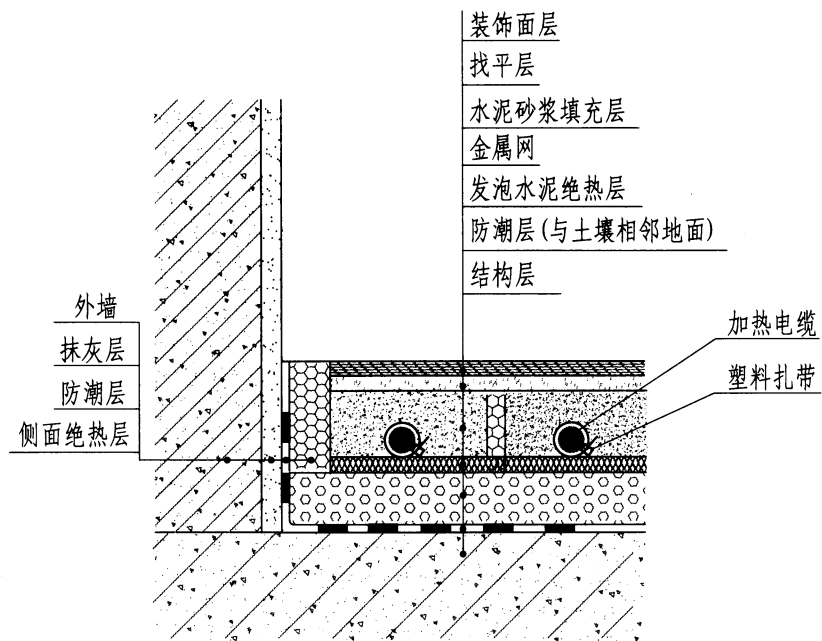 装饰面层
找平层
水泥砂浆填充层
金属网
发泡水泥绝热层
防潮层(与土壤相邻地面)
结构层
外墙
抹灰层
防潮层
侧面绝热层
加热电缆
塑料扎带